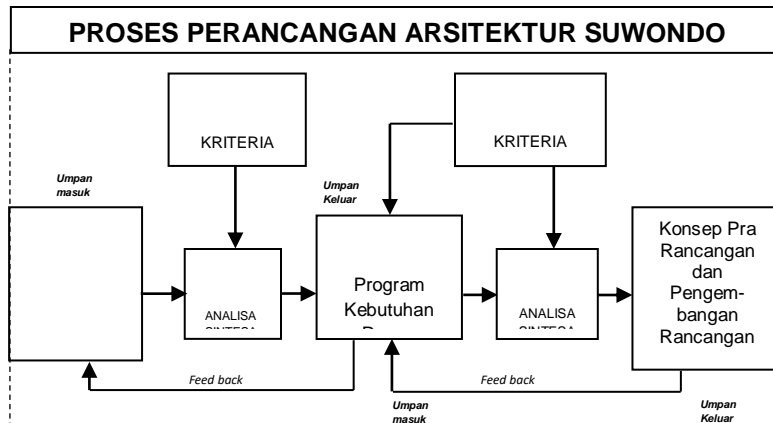 PROSES PERANCANGAN ARSITEKTUR SUWONDO
KRITERIA
KRITERIA
Umpan
masuk
Umpan
Keluar
Program
Kebutuhan
ANALISA
ANALISA
Konsep Pra
Rancangan
dan
Pengem-
bangan
Rancangan
Feed back
Feed back
Umpan
masuk
Umpan
Keluar